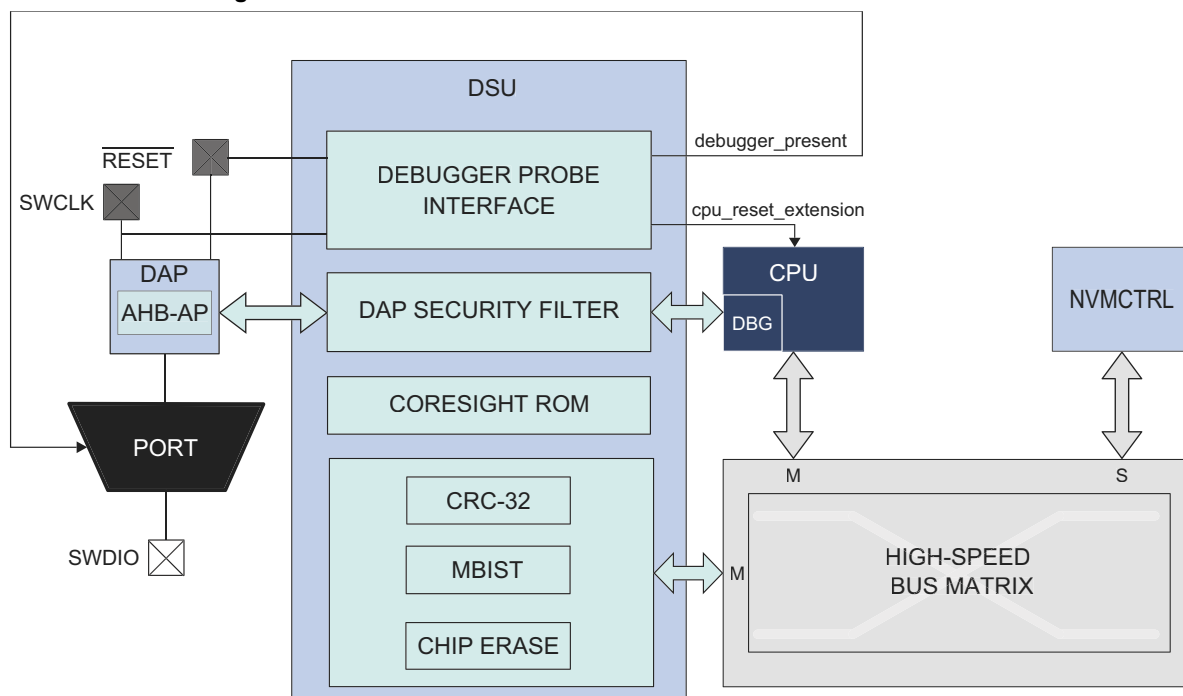 DSU
debugger_present
RESET
DEBUGGER PROBE
INTERFACE
SWCLK
cpu_reset_extension
CPU
DAP
NVMCTRL
AHB-AP
DAP SECURITY FILTER
DBG
CORESIGHT ROM
PORT
M
S
CRC-32
HIGH-SPEED
BUS MATRIX
SWDIO
MBIST
M
CHIP ERASE